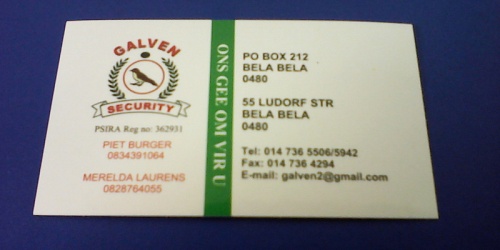 GALVEN
SECURITY
PSIRA Reg no: 362931
PIET BURGER
0834391064
MERELDA LAURENS
0828764055
ONS GEE OM VIR U
PO BOX 212
BELA BELA
0480
55 LUDORF STR
BELA BELA
0480
Tel: 014 736 5506/5942
Fax: 014 736 4294
E-mail: galven2@gmail.com